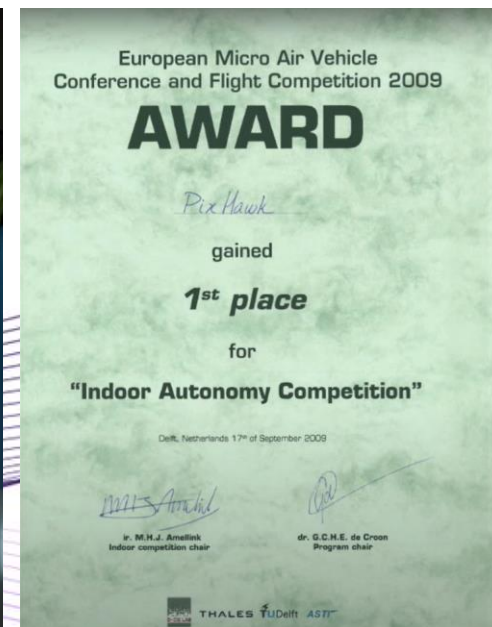 European Micro Air Vehicle
Conference and Flight Competition 2009
AWARD
PixHawk
gained
1st place
for
“Indoor Autonomy Competition”
Delft, Netherlands 17th of September 2009
ir. M.H.J. Amelink
Indoor competition chair
dr. G.C.H.E. de Croon
Program chair
THALES TUDelft ASTI